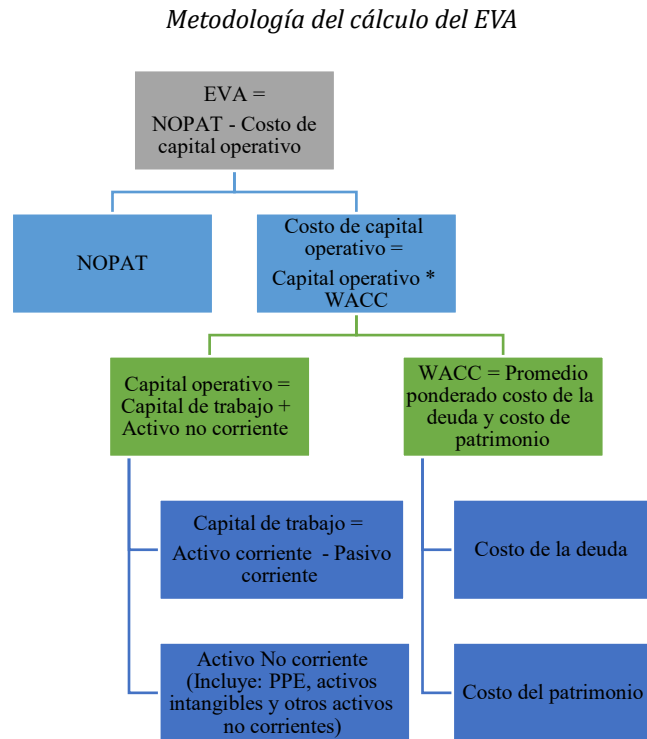 Metodología del cálculo del EVA
EVA =
NOPAT - Costo de
capital operativo
NOPAT
Costo de capital
operativo =
Capital operativo *
WACC
Capital operativo =
Capital de trabajo +
Activo no corriente
WACC = Promedio
ponderado costo de la
deuda y costo de
patrimonio
Capital de trabajo =
Activo corriente - Pasivo
corriente
Costo de la deuda
Activo No corriente
(Incluye: PPE, activos
intangibles y otros activos
no corrientes)
Costo del patrimonio